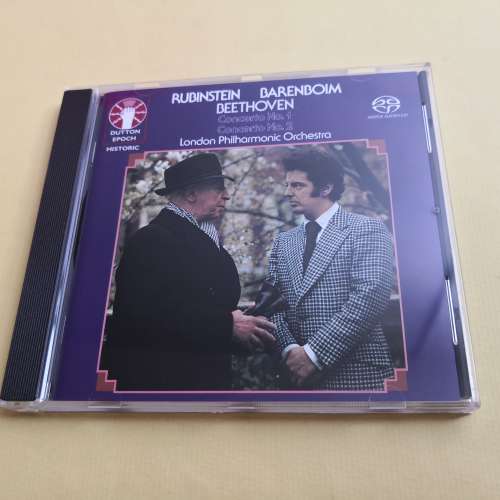 RUBINSTEIN BARENBOIM
BEETHOVEN
Concerto No. 1
Concerto No. 2
London Philharmonic Orchestra
DUTTON
EPOCH
HISTORIC